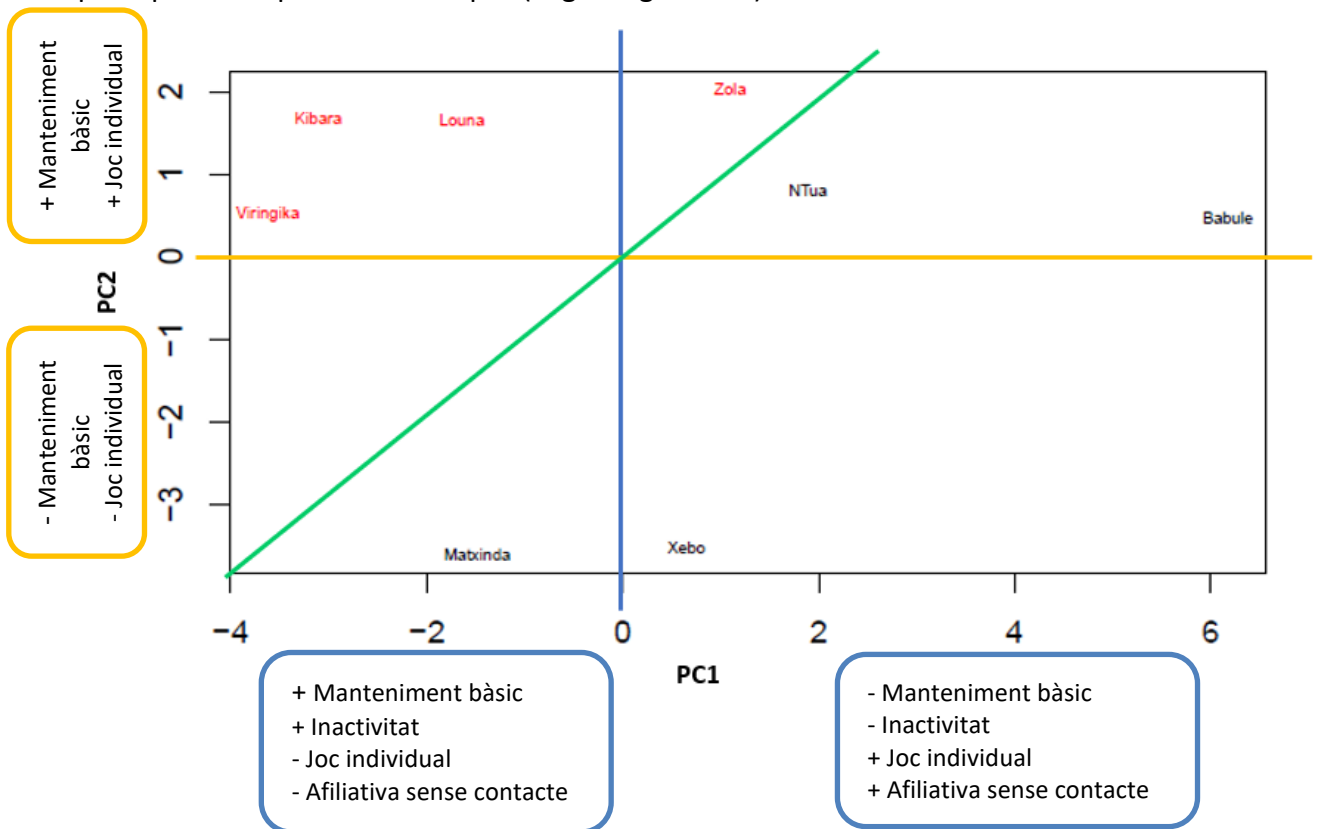 + Manteniment
bàsic
+ Joc individual
- Manteniment
bàsic
- Joc individual
PC2
2
1
0
−1
−2
−3
Zola
Kibara
Louna
NTua
Viringika
Babule
Matxinda
Xebo
−4 −2 0 2 4 6
PC1
+ Manteniment bàsic
+ Inactivitat
- Joc individual
- Afiliativa sense contacte
- Manteniment bàsic
- Inactivitat
+ Joc individual
+ Afiliativa sense contacte